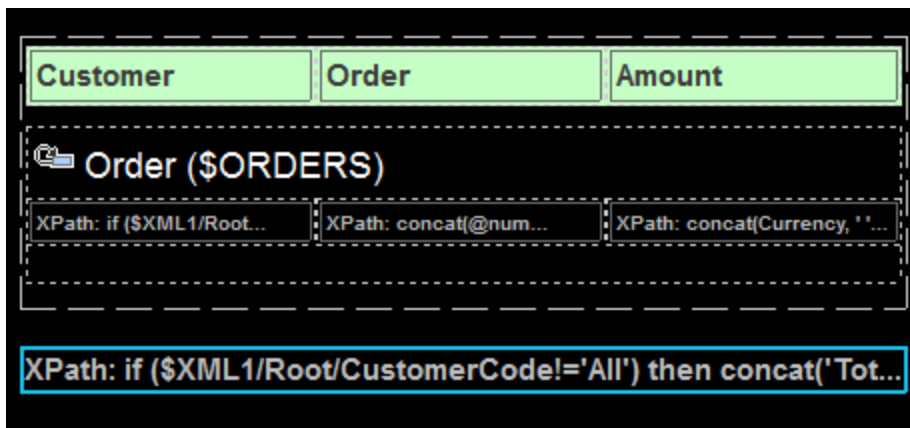 Customer Order Amount
Order ($ORDERS)
XPath: if ($XML1/Root... XPath: concat(@num... XPath: concat(Currency, ' '...
XPath: if ($XML1/Root/CustomerCode!='All') then concat('Tot...